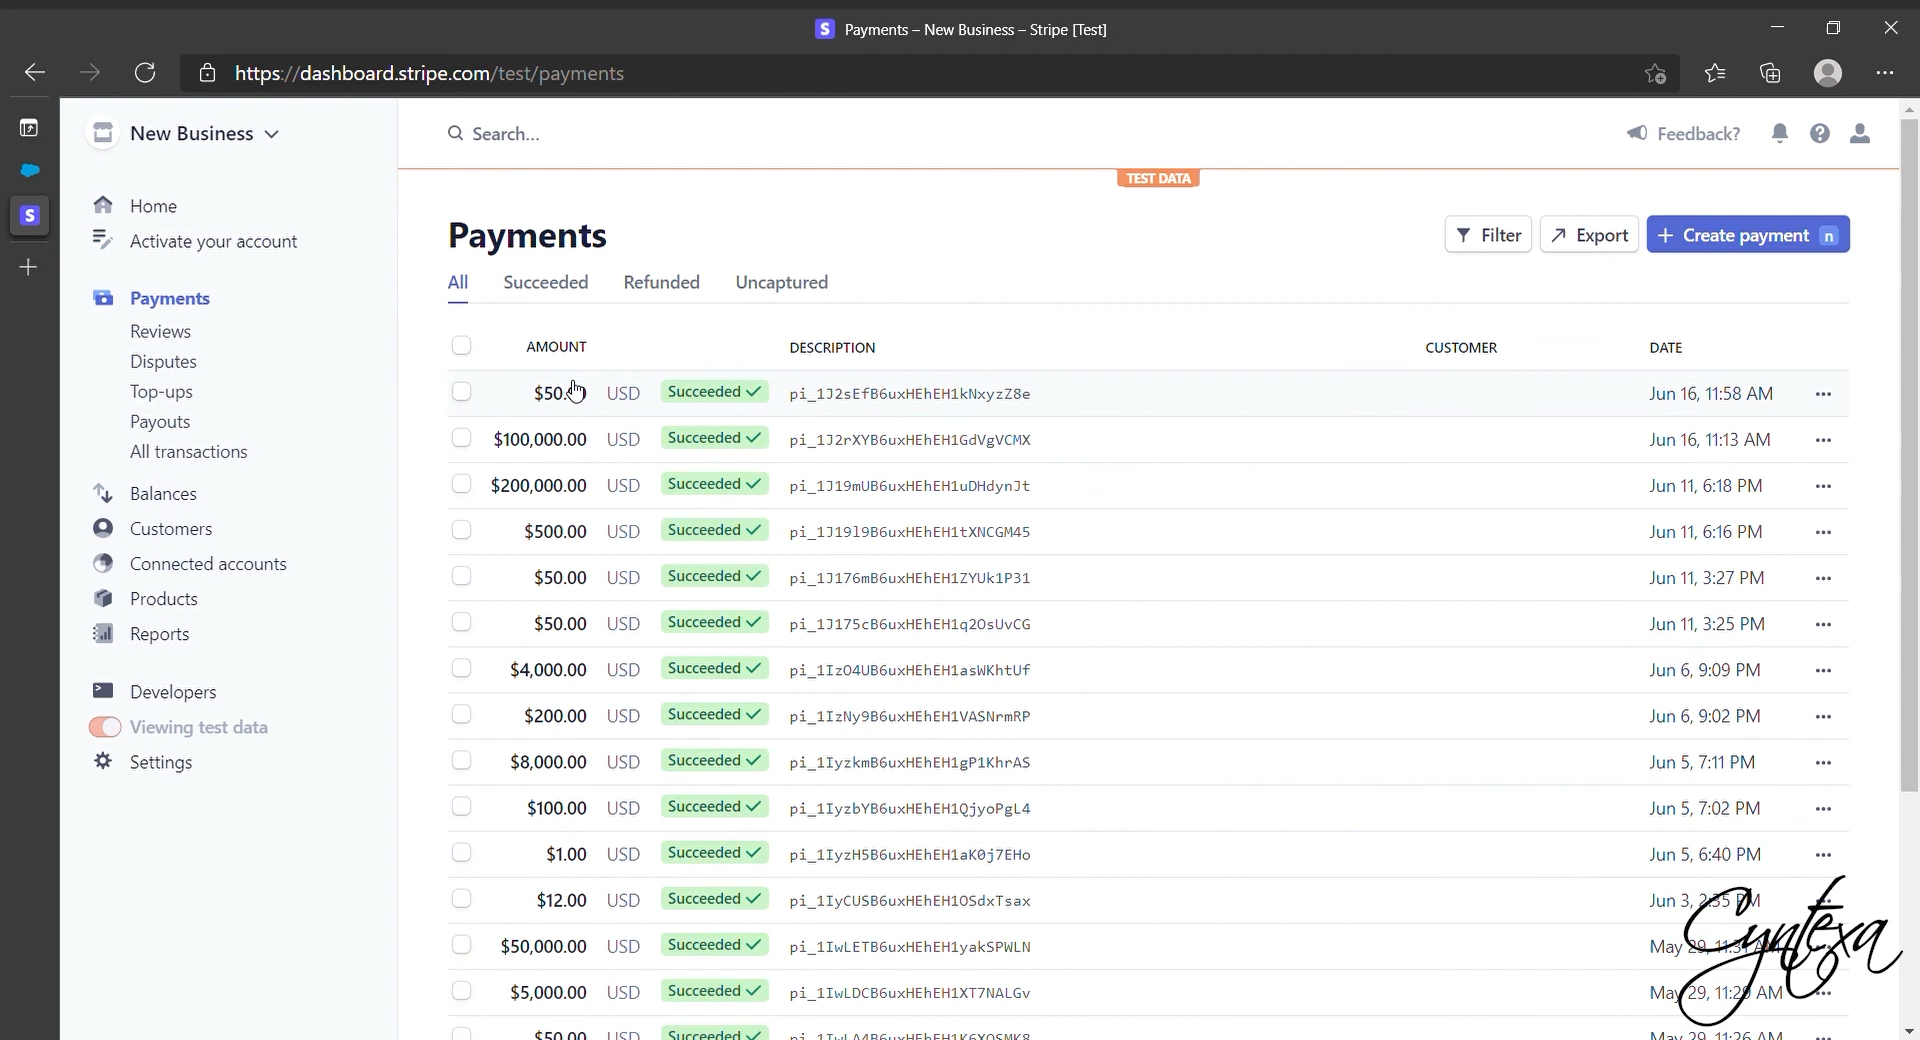 S Payments – New Business – Stripe [Test]
https://dashboard.stripe.com/test/payments
New Business
Search...
Feedback?
TEST DATA
Home
Activate your account
Payments
Reviews
Disputes
Top-ups
Payouts
All transactions
Balances
Customers
Connected accounts
Products
Reports
Developers
Viewing test data
Settings
S
Payments
Filter
Export
+ Create payment n
All Succeeded Refunded Uncaptured
AMOUNT DESCRIPTION CUSTOMER DATE
USD Succeeded pi_1J2sEfB6uxHEhEH1kNxyzZ8e Jun 16, 11:58 AM
$100,000.00 USD Succeeded pi_1J2rXYB6uxHEhEH1GdVgVCMX Jun 16, 11:13 AM
$200,000.00 USD Succeeded pi_1J19mUB6uxHEhEH1uDHdynJt Jun 11, 6:18 PM
$500.00 USD Succeeded pi_1J19l9B6uxHEhEH1tXNCGM45 Jun 11, 6:16 PM
$50.00 USD Succeeded pi_1J176mB6uxHEhEH1ZYUk1P31 Jun 11, 3:27 PM
$50.00 USD Succeeded pi_1J175cB6uxHEhEH1q2OsUvCG Jun 11, 3:25 PM
$4,000.00 USD Succeeded pi_1IzO4UB6uxHEhEH1asWKhtUf Jun 6, 9:09 PM
$200.00 USD Succeeded pi_1IzNy9B6uxHEhEH1VASNrmRP Jun 6, 9:02 PM
$8,000.00 USD Succeeded pi_1IyzkmB6uxHEhEH1gP1KhrAS Jun 5, 7:11 PM
$100.00 USD Succeeded pi_1IyzbYB6uxHEhEH1QjyoPgL4 Jun 5, 7:02 PM
$1.00 USD Succeeded pi_1IyzH5B6uxHEhEH1aK0j7EHo Jun 5, 6:40 PM
$12.00 USD Succeeded pi_1IyCUSB6uxHEhEH1OSdxTsax Jun 3, 2:35 PM
$50,000.00 USD Succeeded pi_1IwLETB6uxHEhEH1yakSPWLN May 29, 11:31 AM
$5,000.00 USD Succeeded pi_1IwLDCB6uxHEhEH1XT7NALGv May 29, 11:29 AM
$50.00 USD Succeeded May 29, 11:26 AM
Cyntexa